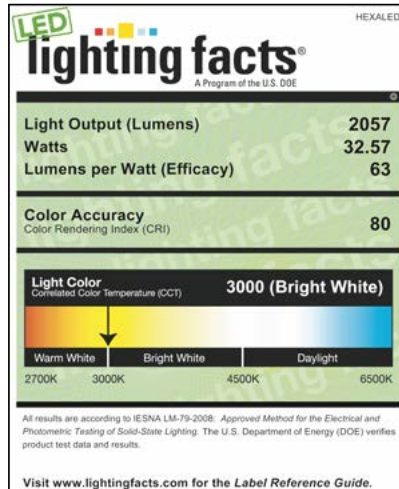 LED
HEXALED
lighting facts®
A Program of the U.S. DOE
Light Output (Lumens) 2057
Watts 32.57
Lumens per Watt (Efficacy) 63
Color Accuracy
Color Rendering Index (CRI) 80
Light Color
Correlated Color Temperature (CCT) 3000 (Bright White)
Warm White Bright White Daylight
2700K 3000K 4500K 6500K
All results are according to IESNA LM-79-2008: Approved Method for the Electrical and
Photometric Testing of Solid-State Lighting. The U.S. Department of Energy (DOE) verifies
product test data and results.
Visit www.lightingfacts.com for the Label Reference Guide.